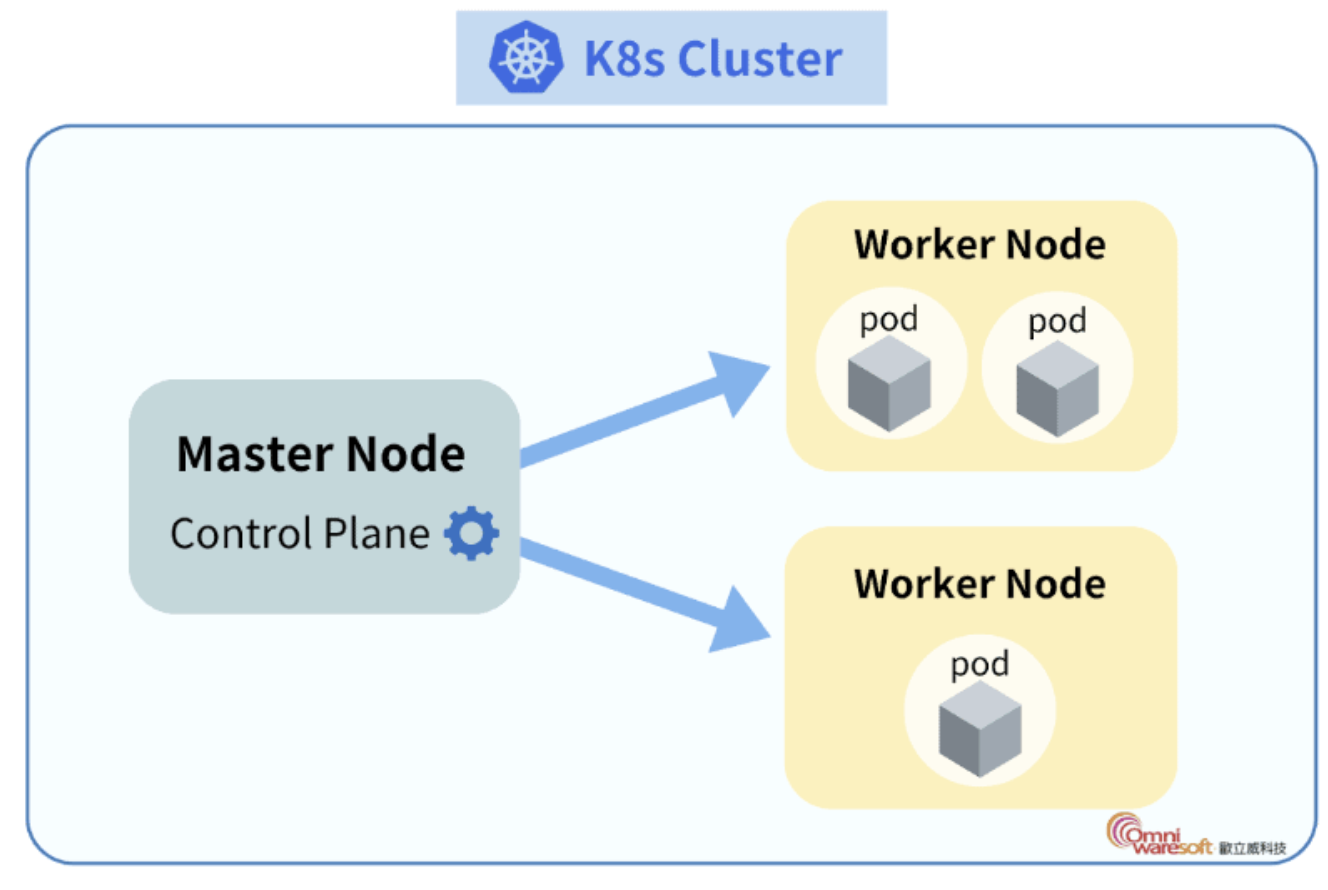 K8s Cluster
Worker Node
pod
pod
Master Node
Control Plane
Worker Node
pod
Omni
waresoft 歐立威科技